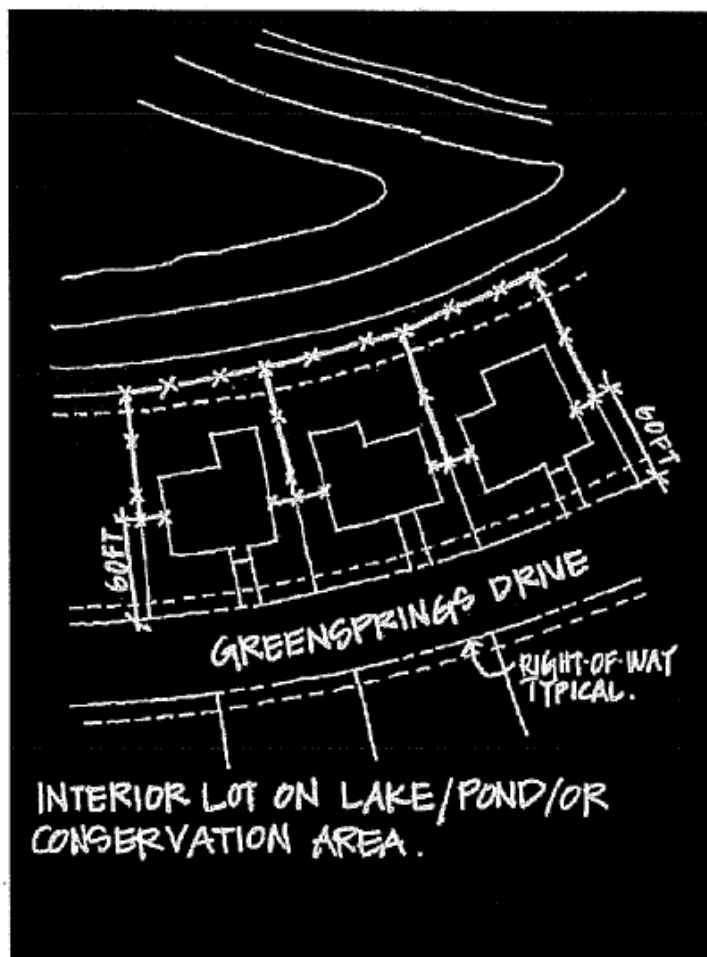 60FT
60FT
GREENSPRINGS DRIVE
RIGHT-OF-WAY
TYPICAL.
INTERIOR LOT ON LAKE/POND/OR
CONSERVATION AREA.